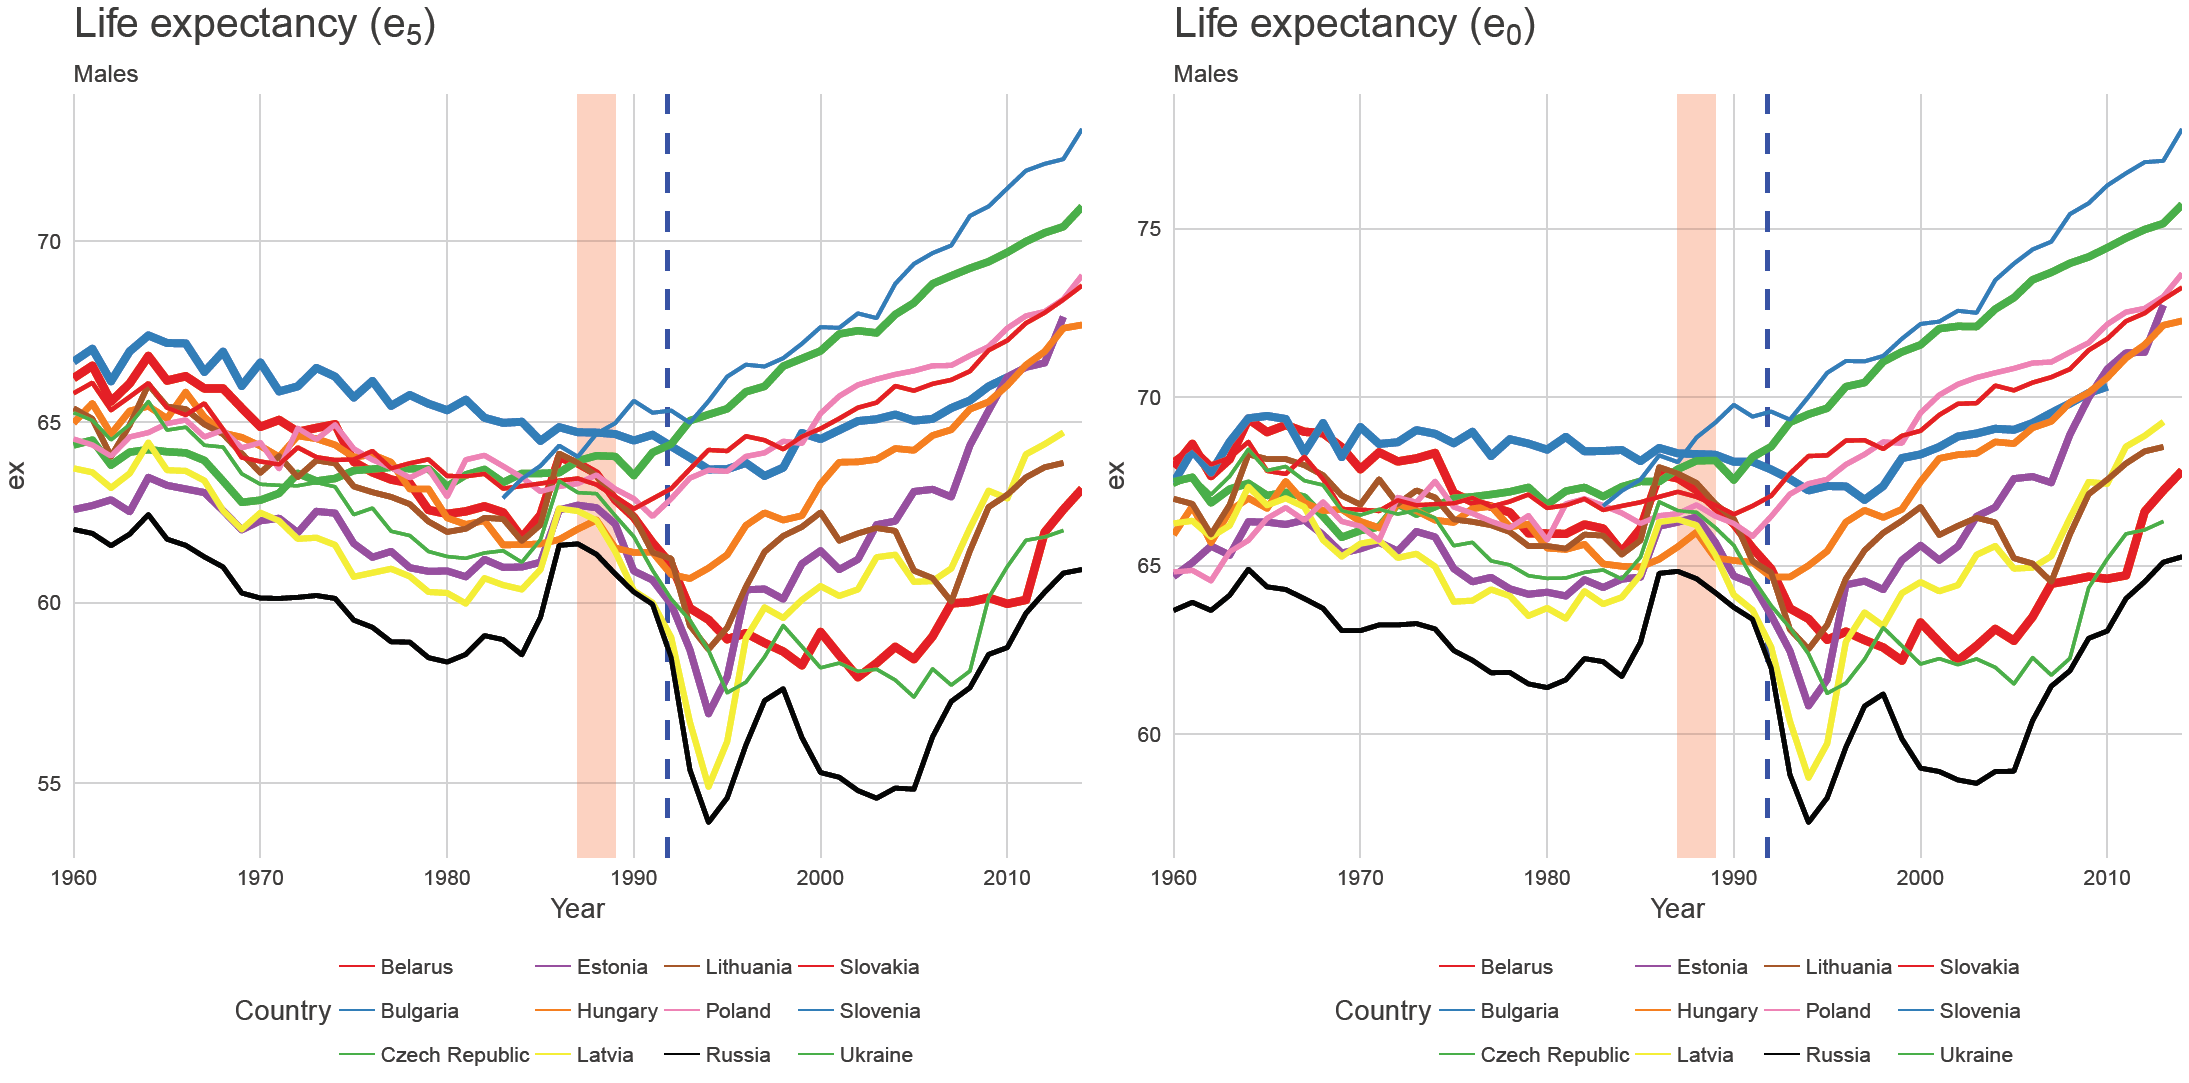 Life expectancy (e5)
Males
ex
70
65
60
55
1960 1970 1980 1990 2000 2010
Year
Country
Belarus Estonia Lithuania Slovakia
Bulgaria Hungary Poland Slovenia
Czech Republic Latvia Russia Ukraine
Life expectancy (e0)
Males
ex
75
70
65
60
1960 1970 1980 1990 2000 2010
Year
Country
Belarus Estonia Lithuania Slovakia
Bulgaria Hungary Poland Slovenia
Czech Republic Latvia Russia Ukraine